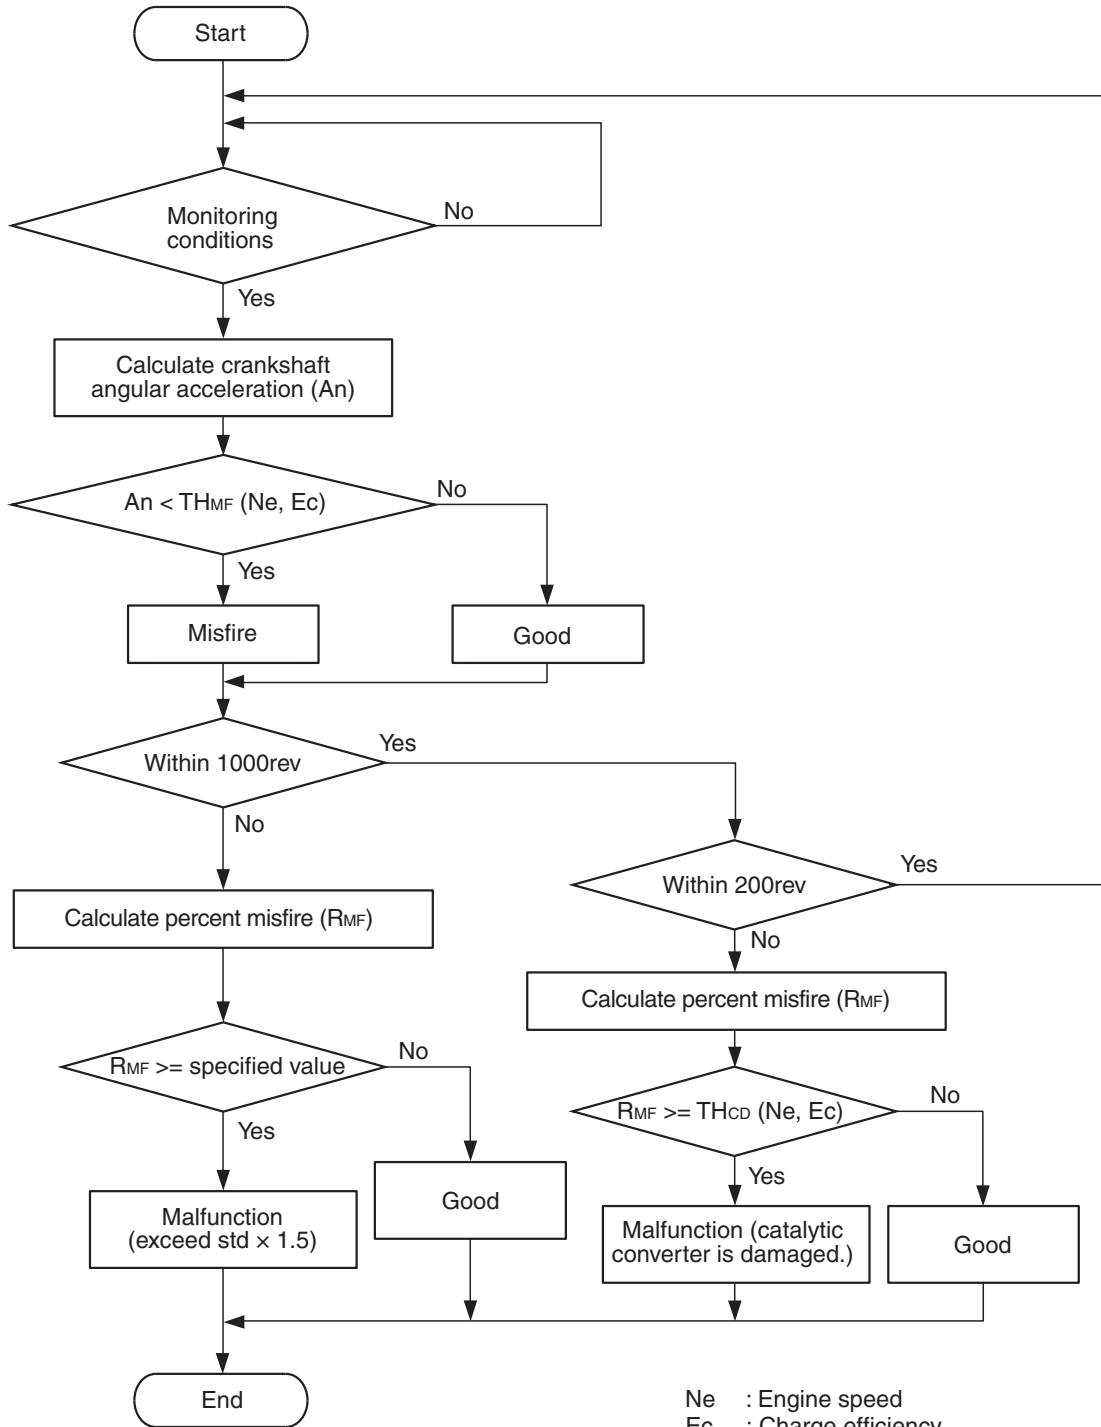 Start
Monitoring
conditions
No
Yes
Calculate crankshaft
angular acceleration (An)
An < THMF (Ne, Ec)
No
Yes
Misfire
Good
Within 1000rev
Yes
No
Within 200rev
Yes
No
Calculate percent misfire (RMF)
Calculate percent misfire (RMF)
RMF >= specified value
No
Yes
RMF >= THCD (Ne, Ec)
No
Yes
Malfunction
(exceed std × 1.5)
Good
Malfunction (catalytic
converter is damaged.)
Good
End
Ne : Engine speed
Ec : Charge efficiency